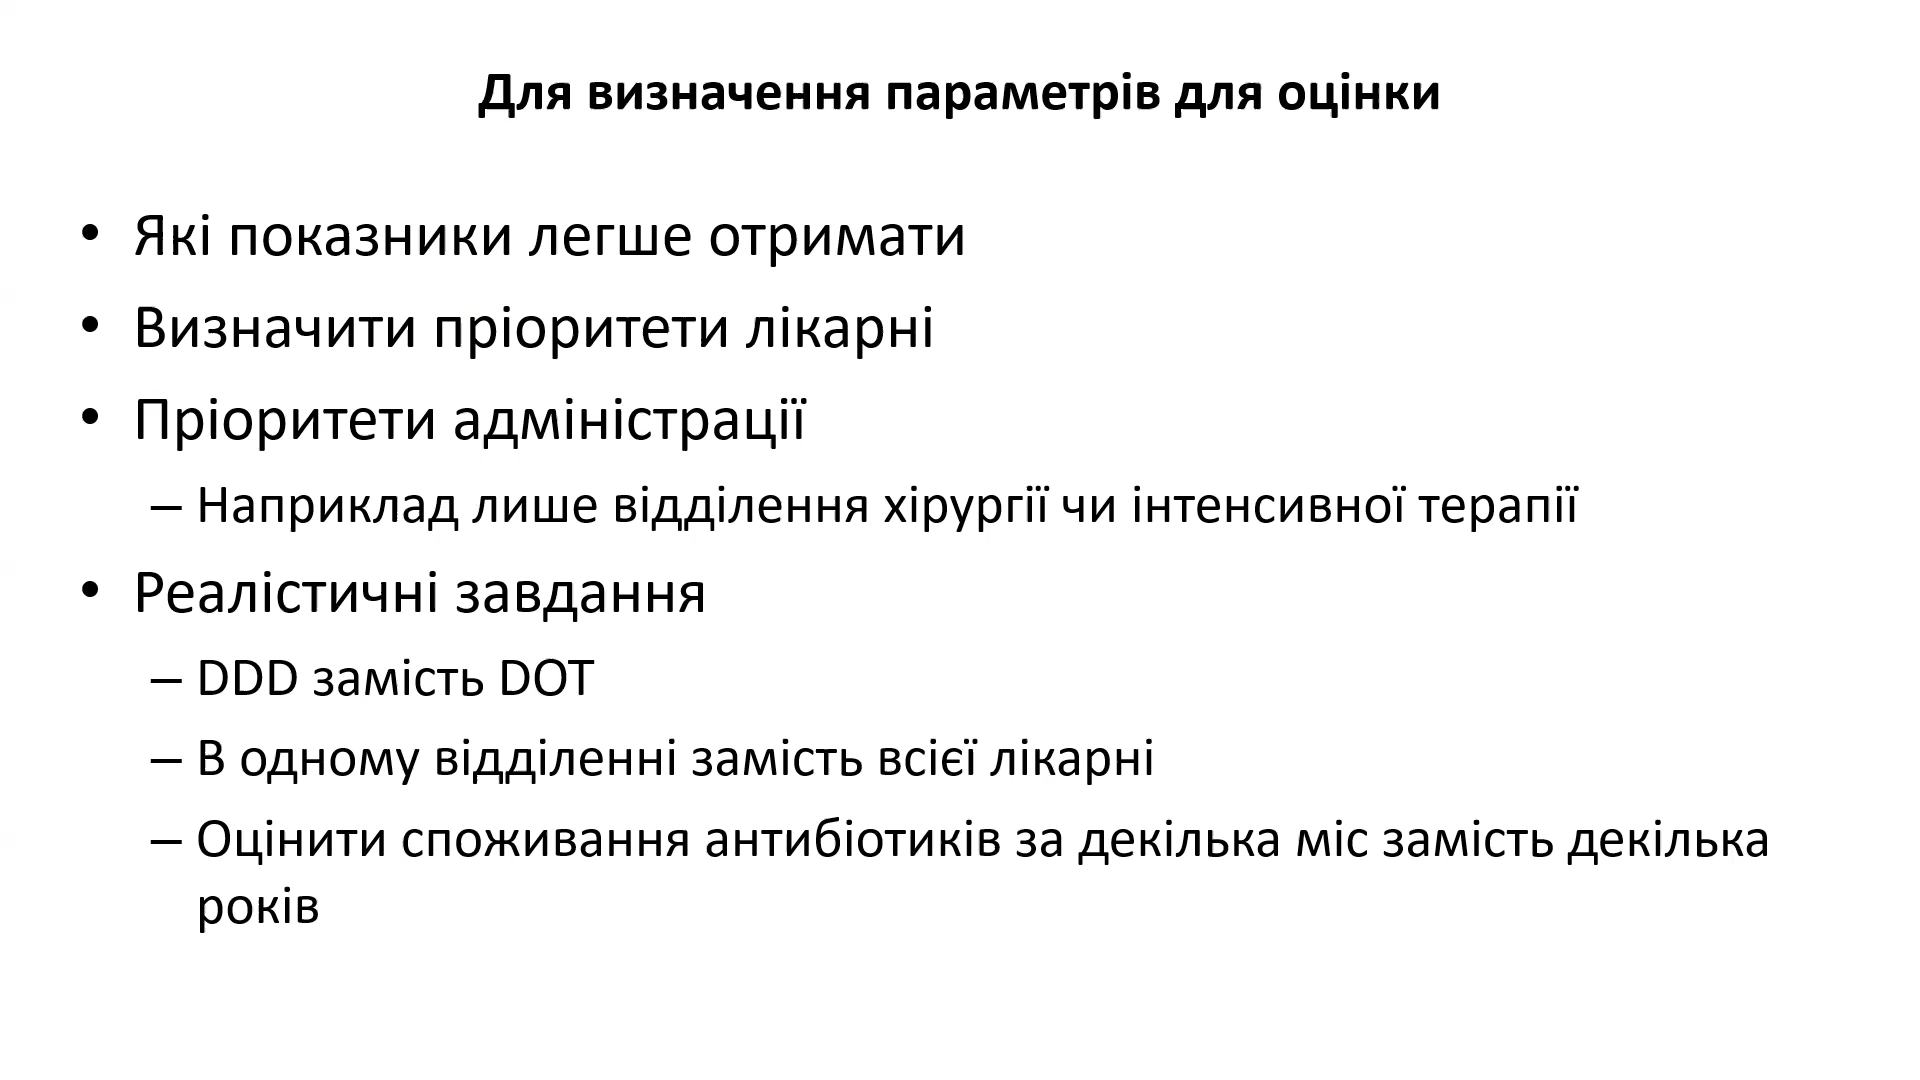 Для визначення параметрів для оцінки
• Які показники легше отримати
• Визначити пріоритети лікарні
• Пріоритети адміністрації
– Наприклад лише відділення хірургії чи інтенсивної терапії
• Реалістичні завдання
– DDD замість DOT
– В одному відділенні замість всієї лікарні
– Оцінити споживання антибіотиків за декілька міс замість декілька
років